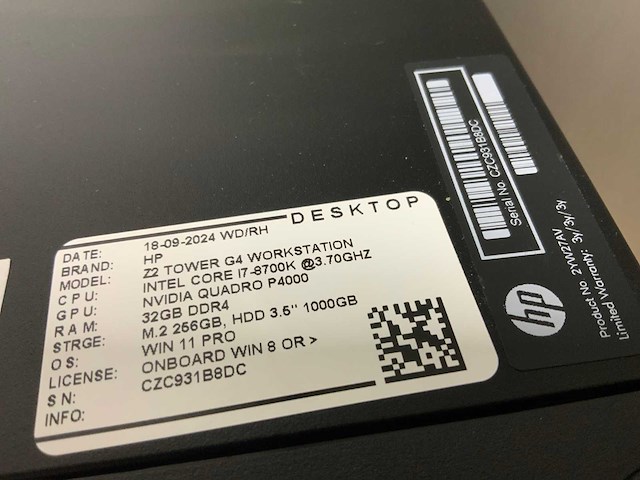 DESKTOP
DATE: 18-09-2024 WD/RH
BRAND: HP
MODEL: Z2 TOWER G4 WORKSTATION
CPU: INTEL CORE I7-8700K @3.70GHZ
GPU: NVIDIA QUADRO P4000
RAM: 32GB DDR4
STRGE: M.2 256GB, HDD 3.5" 1000GB
OS: WIN 11 PRO
LICENSE: ONBOARD WIN 8 OR >
SN: CZC931B8DC
INFO:
Serial No. CZC931B8DC
hp
Product No. 2YW27AV
Limited Warranty: 3y/3y/3y